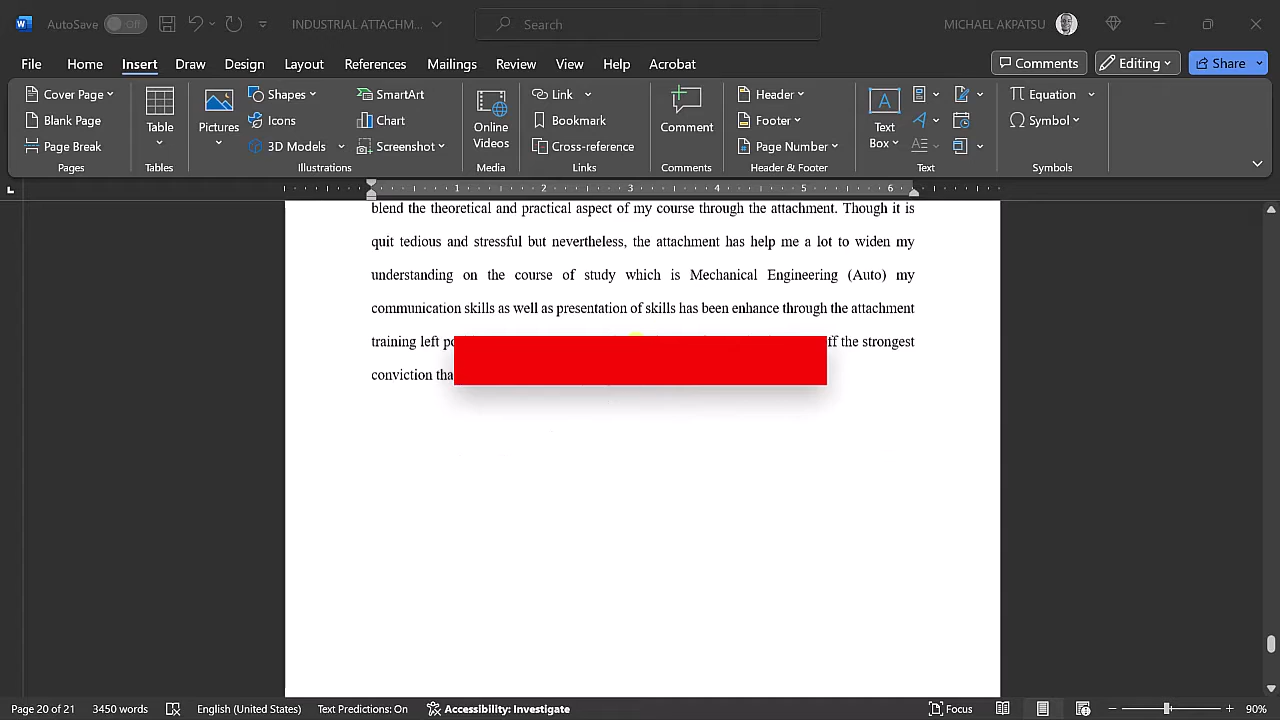 AutoSave Off INDUSTRIAL ATTACHM... Search MICHAEL AKPATSU
File Home Insert Draw Design Layout References Mailings Review View Help Acrobat Comments Editing Share
Cover Page
Blank Page
Page Break
Pages
Table
Tables
Pictures
Shapes
Icons
3D Models
SmartArt
Chart
Screenshot
Illustrations
Online
Videos
Media
Link
Bookmark
Cross-reference
Links
Comment
Comments
Header
Footer
Page Number
Header & Footer
Text
Box
Text
Equation
Symbol
Symbols
1 2 3 4 5 6
blend the theoretical and practical aspect of my course through the attachment. Though it is
quit tedious and stressful but nevertheless, the attachment has help me a lot to widen my
understanding on the course of study which is Mechanical Engineering (Auto) my
communication skills as well as presentation of skills has been enhance through the attachment
training left the strongest
conviction
Page 20 of 21 3450 words English (United States) Text Predictions: On Accessibility: Investigate Focus 90%